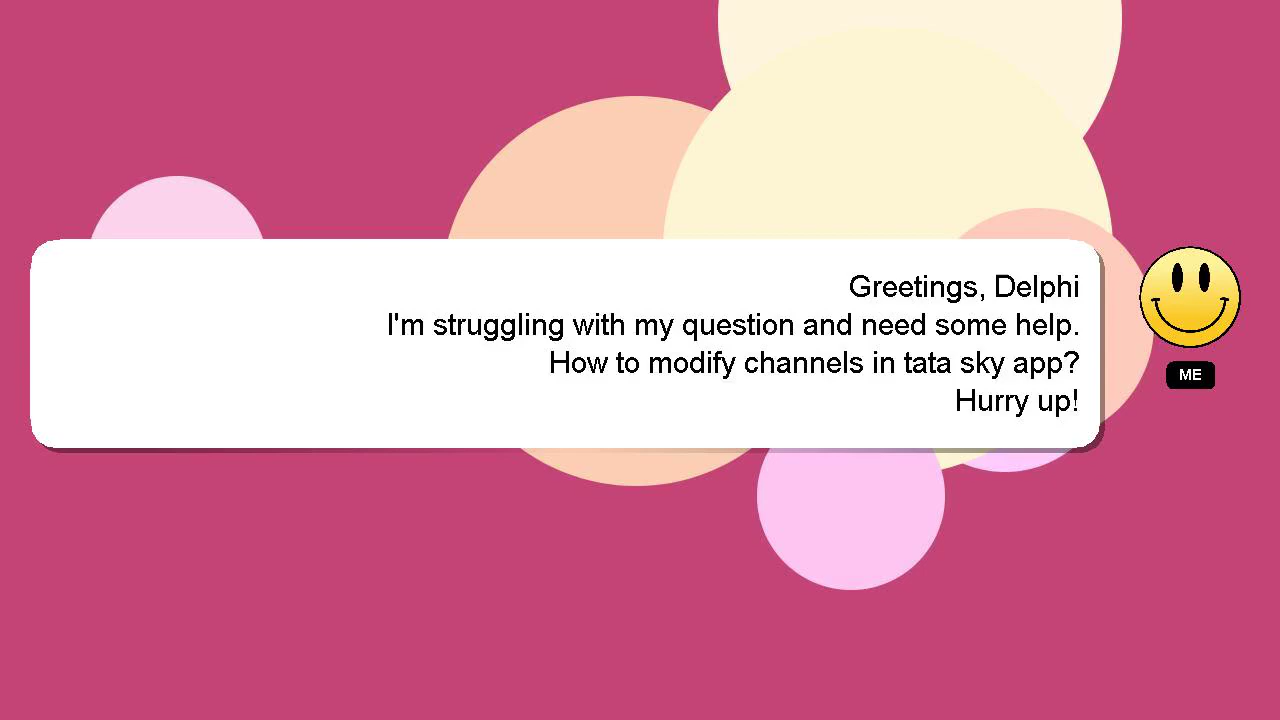 Greetings, Delphi
I'm struggling with my question and need some help.
How to modify channels in tata sky app?
Hurry up!
ME